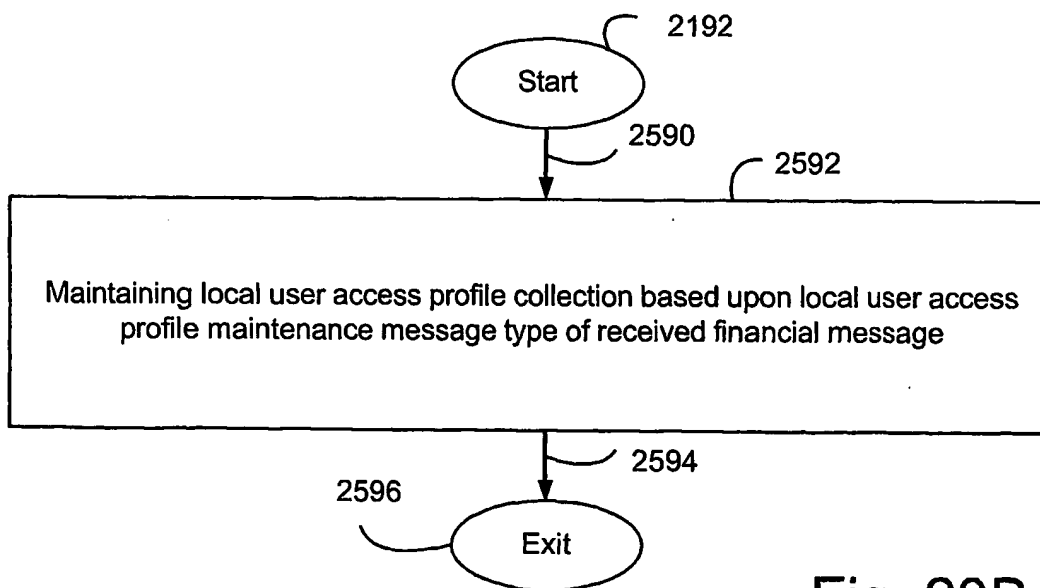 2192
Start
2590
2592
Maintaining local user access profile collection based upon local user access
profile maintenance message type of received financial message
2594
2596
Exit